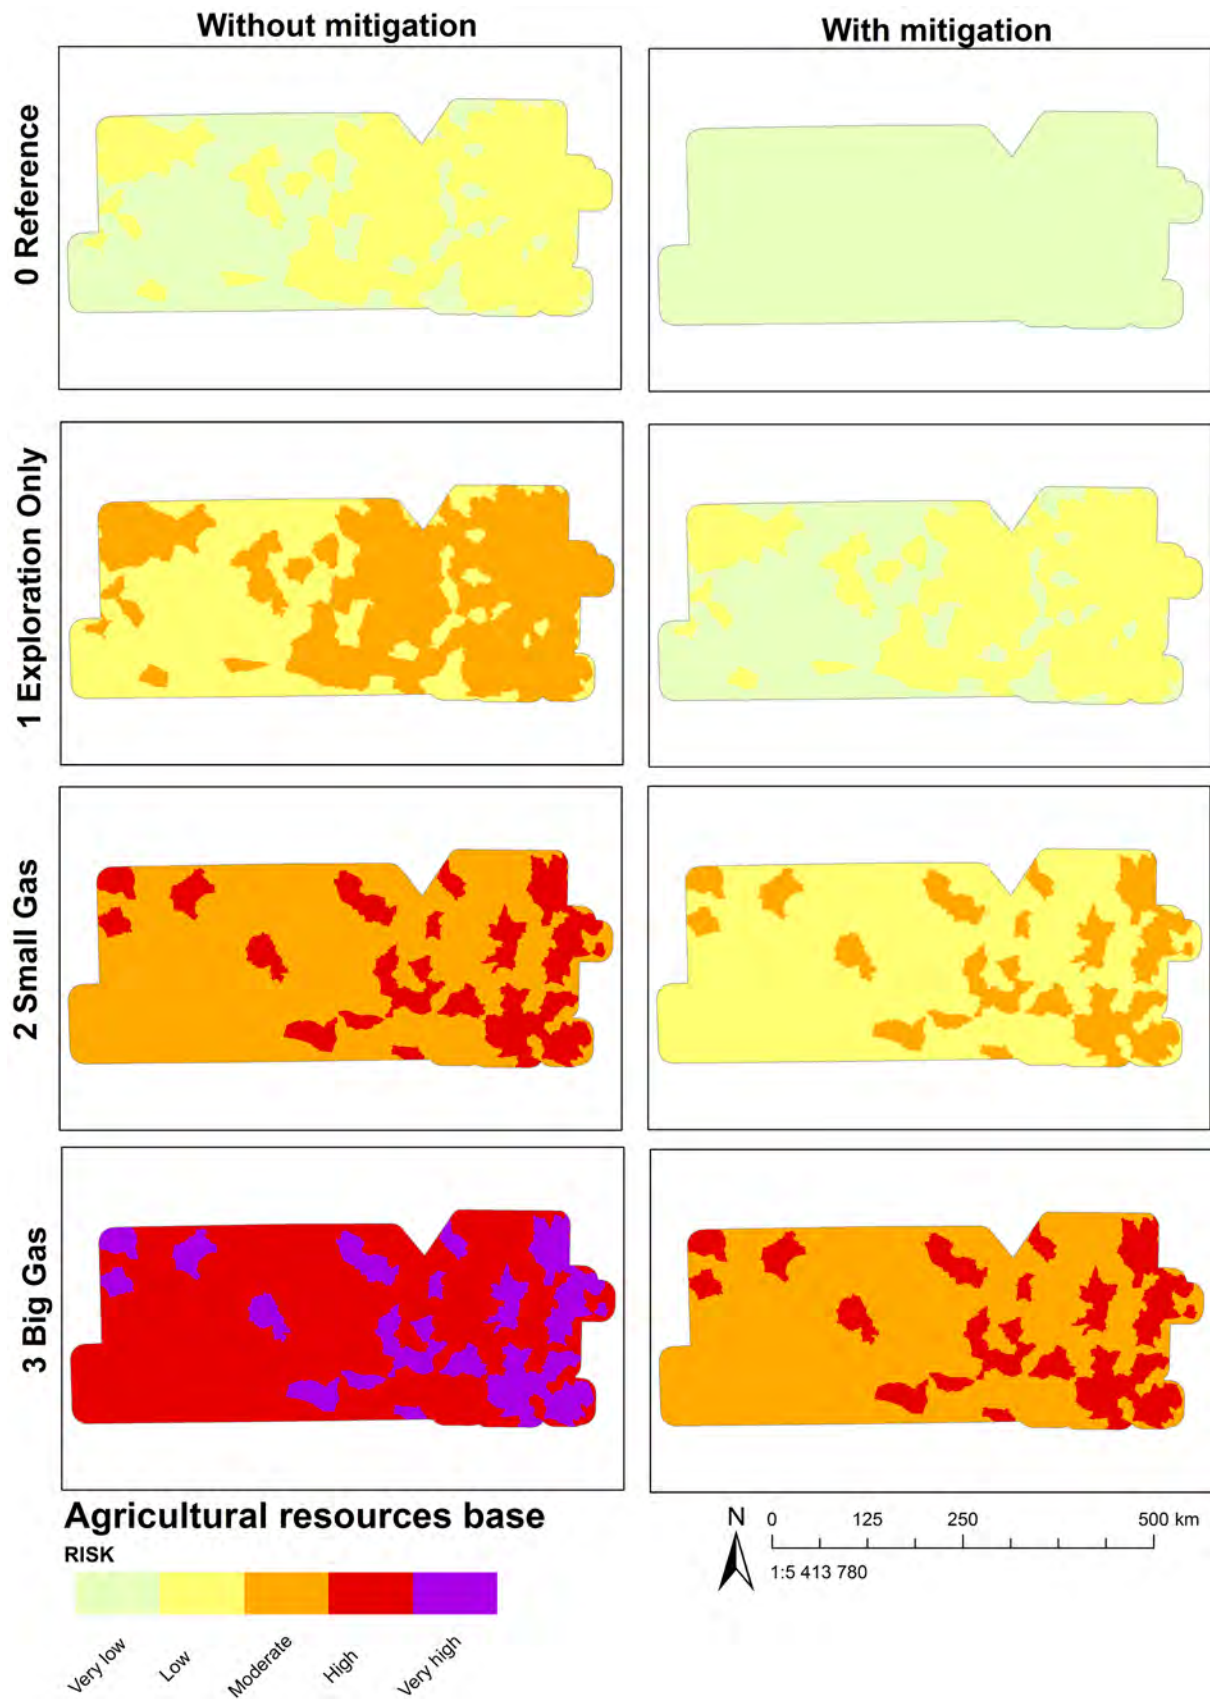 Without mitigation
With mitigation
0 Reference
1 Exploration Only
2 Small Gas
3 Big Gas
Agricultural resources base
RISK
Very low
Low
Moderate
High
Very high
N
0 125 250 500 km
1:5 413 780